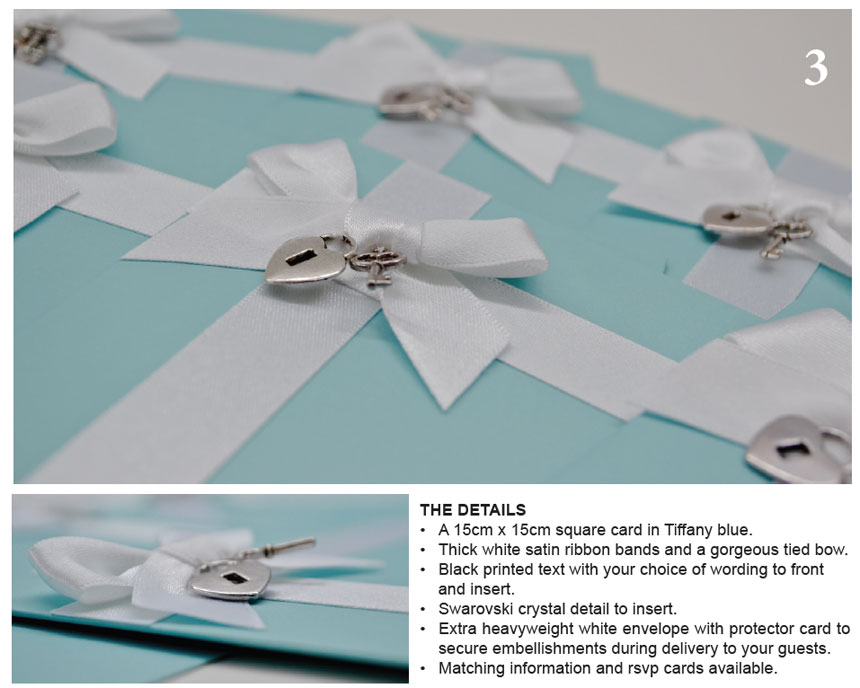 3
THE DETAILS
• A 15cm x 15cm square card in Tiffany blue.
• Thick white satin ribbon bands and a gorgeous tied bow.
• Black printed text with your choice of wording to front
and insert.
• Swarovski crystal detail to insert.
• Extra heavyweight white envelope with protector card to
secure embellishments during delivery to your guests.
• Matching information and rsvp cards available.